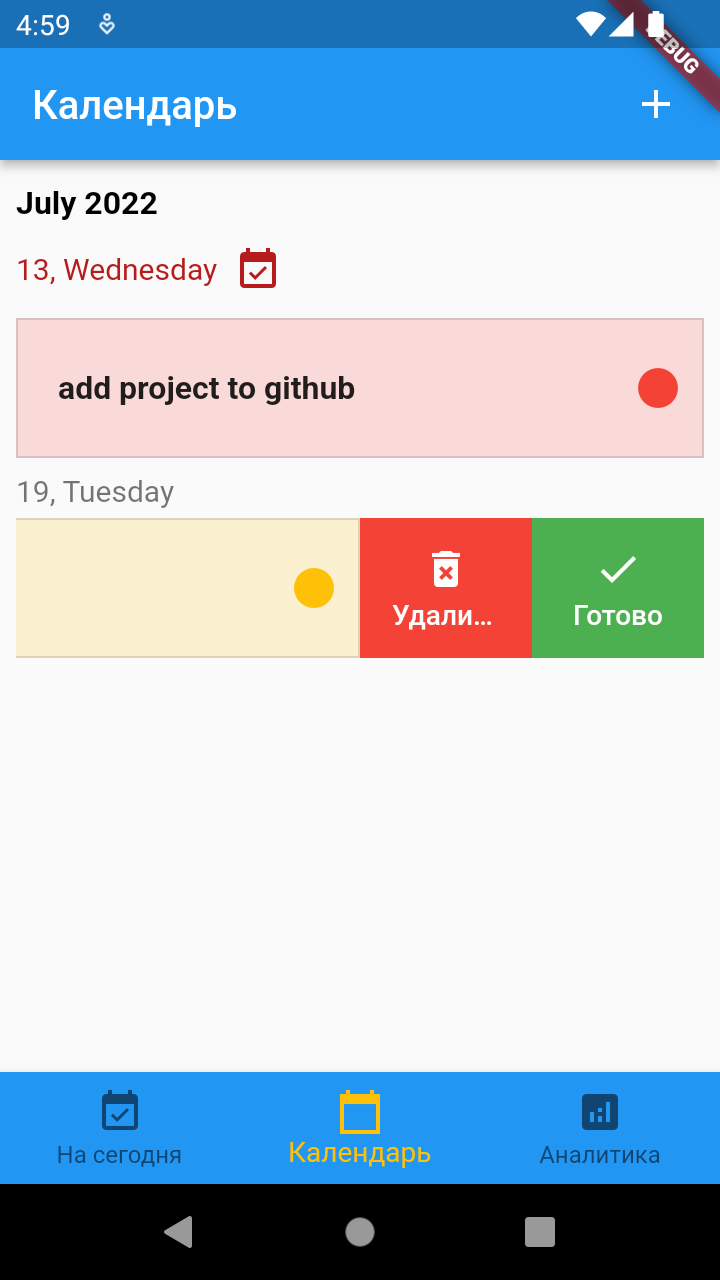 4:59
DEBUG
Календарь
July 2022
13, Wednesday
add project to github
19, Tuesday
Удали...
Готово
На сегодня
Календарь
Аналитика